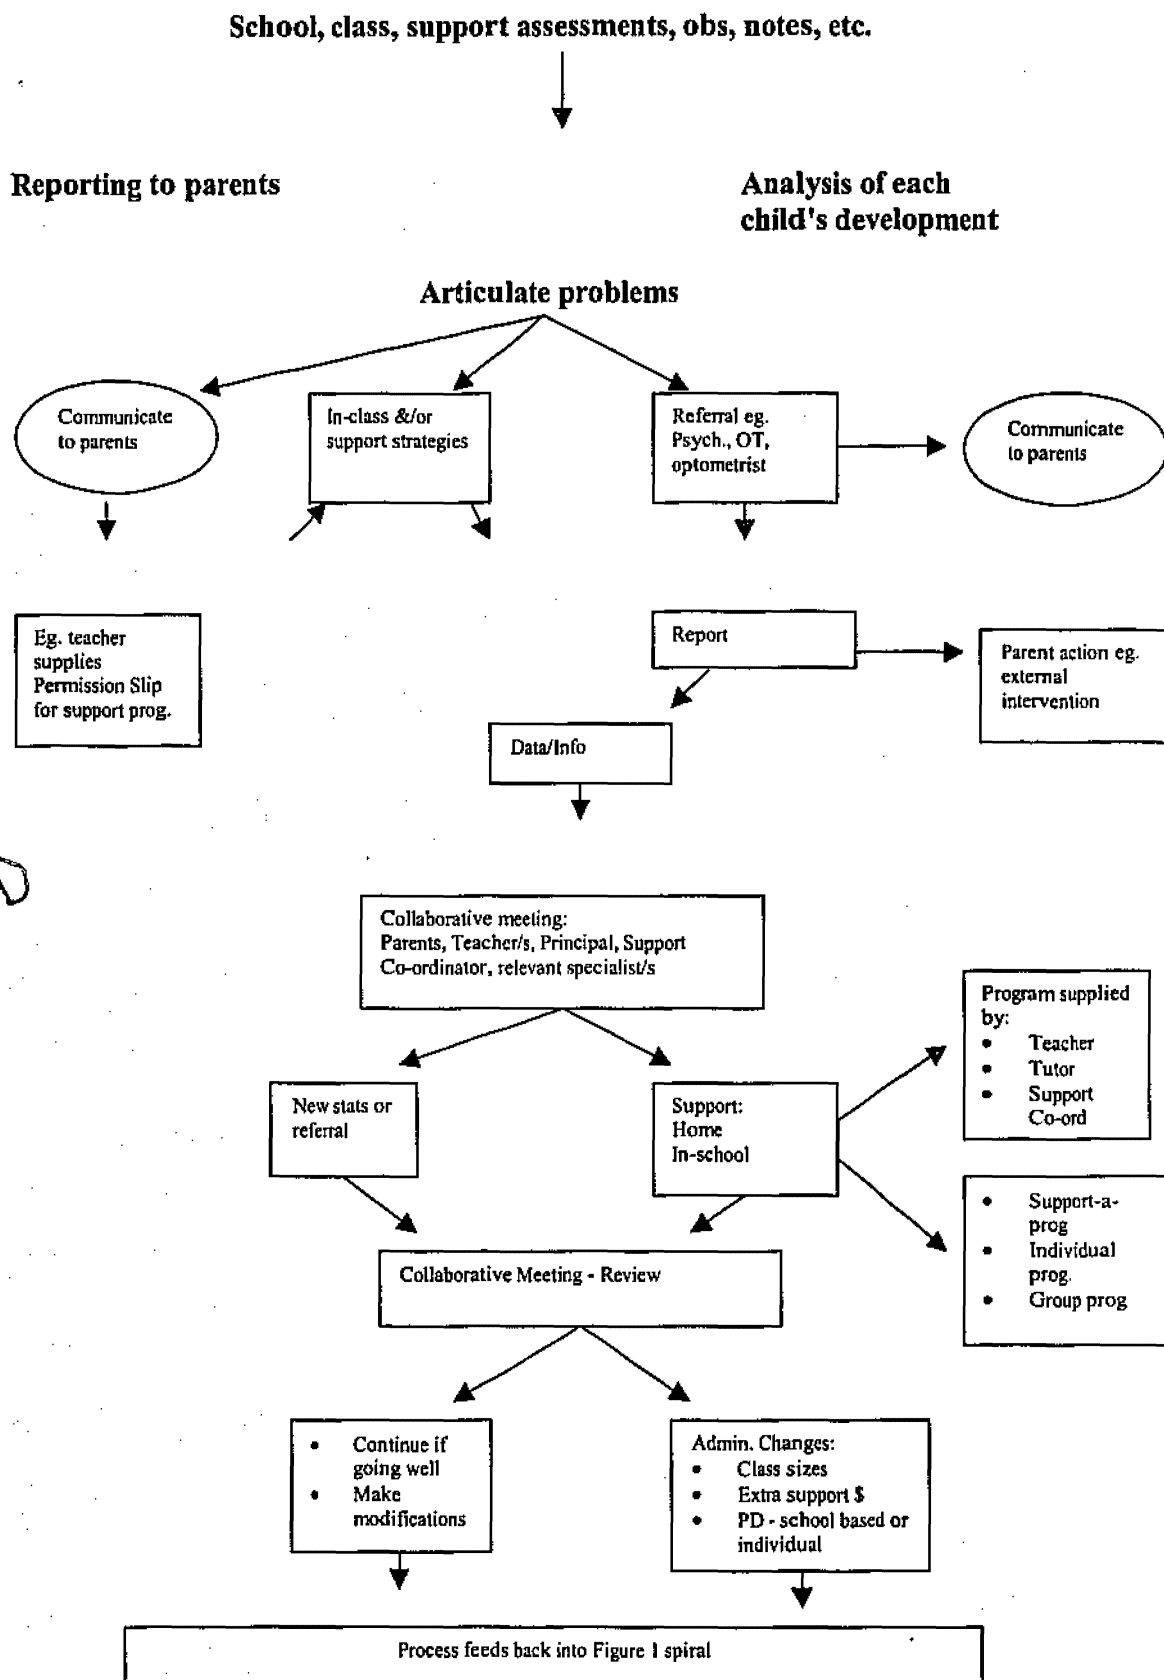 School, class, support assessments, obs, notes, etc.
Reporting to parents
Analysis of each
child's development
Articulate problems
Communicate
to parents
In-class &/or
support strategies
Referral eg.
Psych., OT,
optometrist
Communicate
to parents
Eg. teacher
supplies
Permission Slip
for support prog.
Report
Parent action eg.
external
intervention
Data/Info
Collaborative meeting:
Parents, Teacher/s, Principal, Support
Co-ordinator, relevant specialist/s
Program supplied
by:
• Teacher
• Tutor
• Support
Co-ord
New stats or
referral
Support:
Home
In-school
• Support-a-
prog
• Individual
prog.
• Group prog
Collaborative Meeting - Review
• Continue if
going well
• Make
modifications
Admin. Changes:
• Class sizes
• Extra support $
• PD - school based or
individual
Process feeds back into Figure 1 spiral